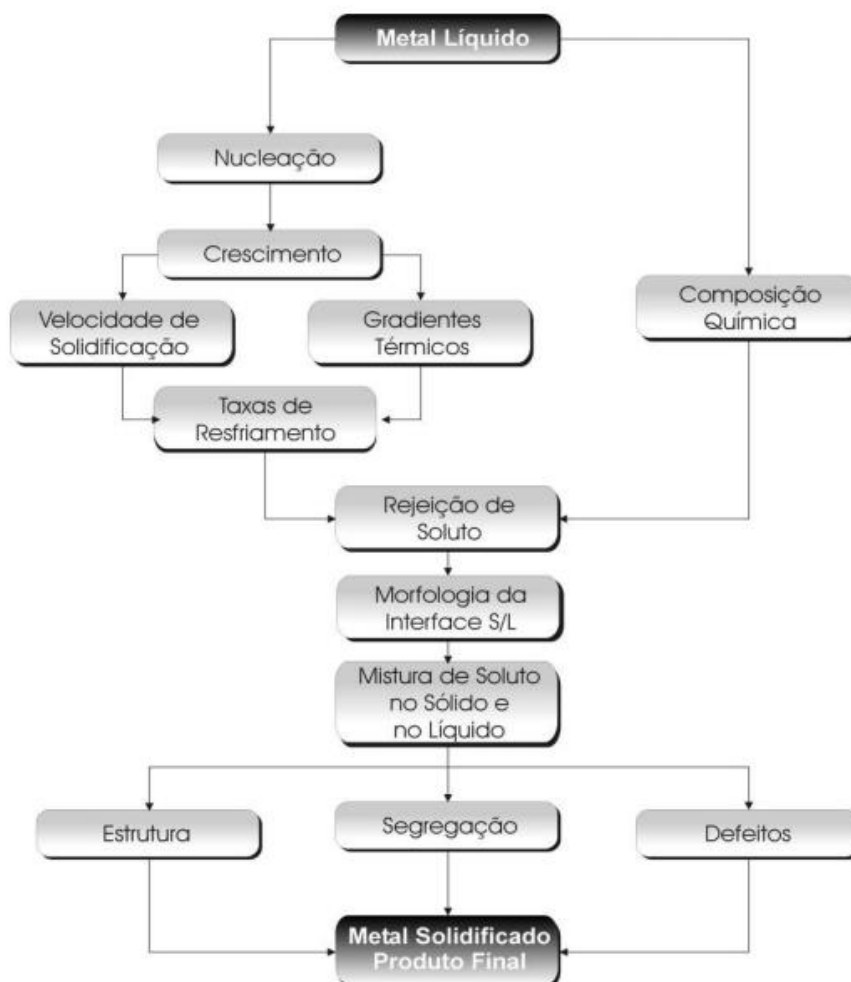 Metal Líquido
Nucleação
Crescimento
Velocidade de
Solidificação
Gradientes
Térmicos
Composição
Química
Taxas de
Resfriamento
Rejeição de
Soluto
Morfologia da
Interface S/L
Mistura de Soluto
no Sólido e
no Líquido
Estrutura
Segregação
Defeitos
Metal Solidificado
Produto Final